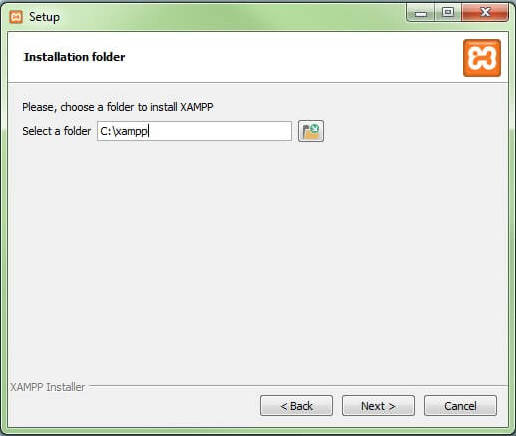 Setup
Installation folder
Please, choose a folder to install XAMPP
Select a folder C:\xampp
XAMPP Installer
< Back Next > Cancel